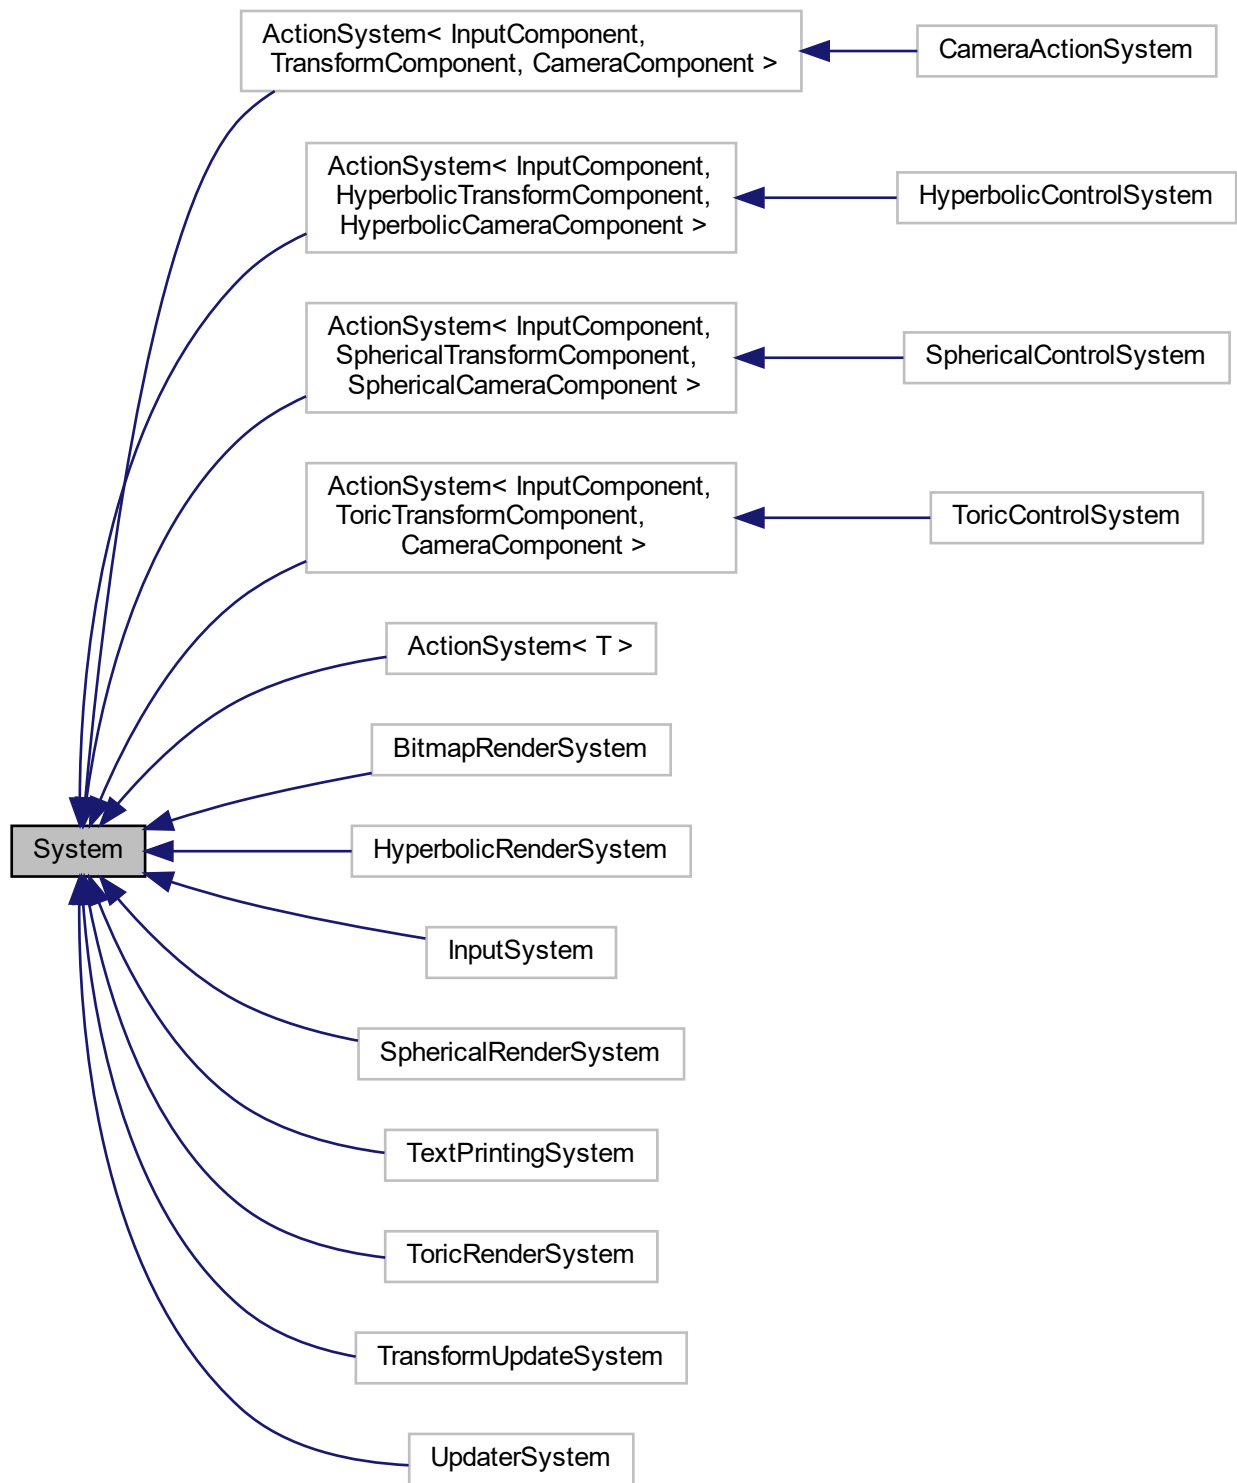 ActionSystem< InputComponent,
TransformComponent, CameraComponent >
CameraActionSystem
ActionSystem< InputComponent,
HyperbolicTransformComponent,
HyperbolicCameraComponent >
HyperbolicControlSystem
ActionSystem< InputComponent,
SphericalTransformComponent,
SphericalCameraComponent >
SphericalControlSystem
ActionSystem< InputComponent,
ToricTransformComponent,
CameraComponent >
ToricControlSystem
ActionSystem< T >
BitmapRenderSystem
System
HyperbolicRenderSystem
InputSystem
SphericalRenderSystem
TextPrintingSystem
ToricRenderSystem
TransformUpdateSystem
UpdaterSystem